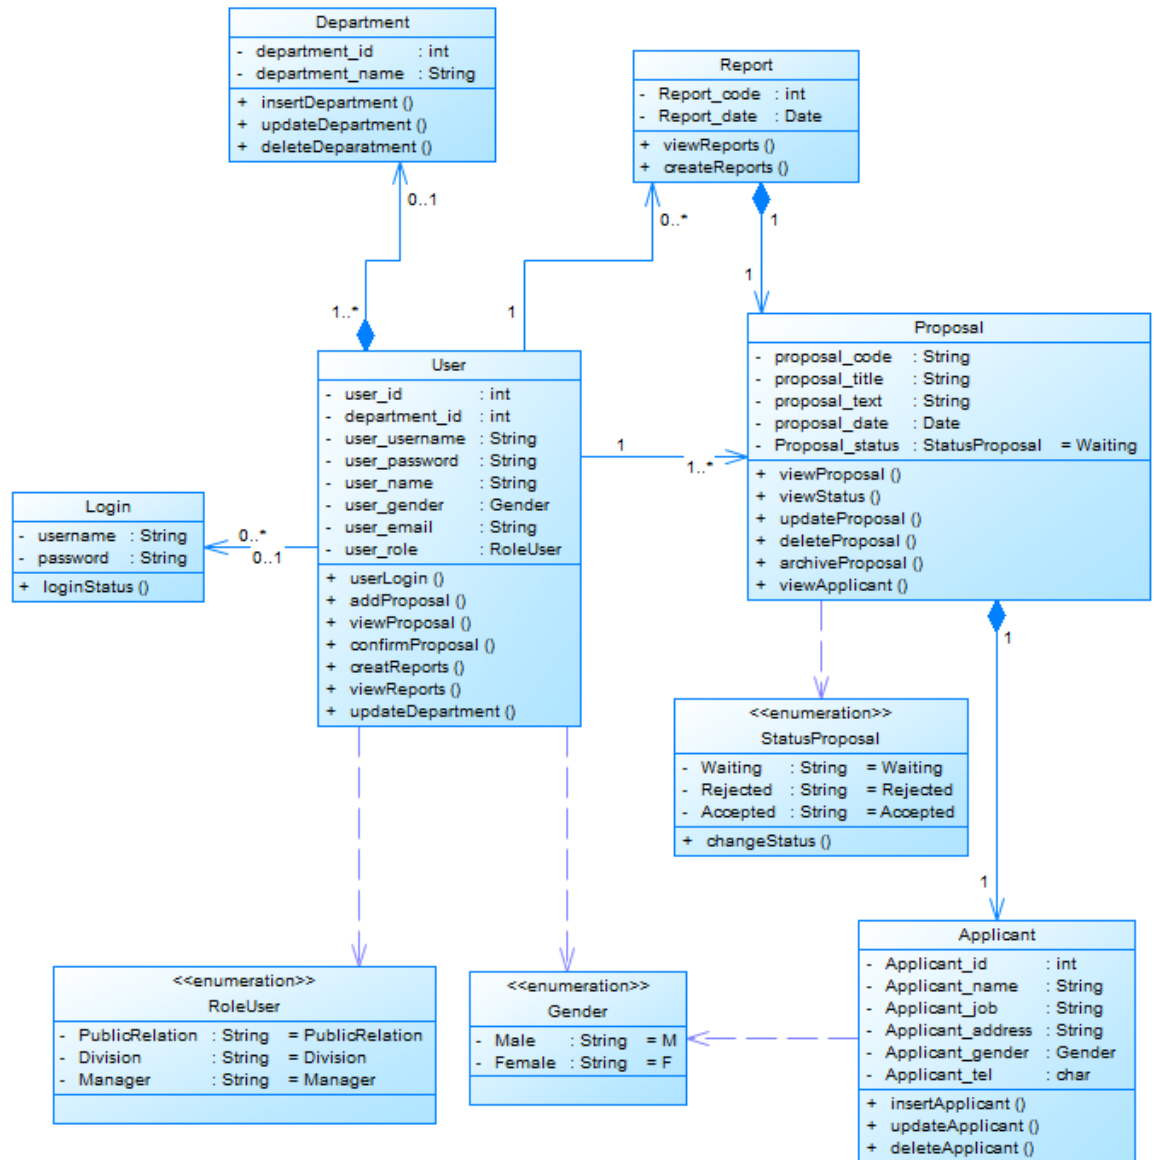 Department
- department_id : int
- department_name : String
+ insertDepartment ()
+ updateDepartment ()
+ deleteDeparatment ()
Report
- Report_code : int
- Report_date : Date
+ viewReports ()
+ createReports ()
0..1
0..*
1
1
1..*
1
Proposal
- proposal_code : String
- proposal_title : String
- proposal_text : String
- proposal_date : Date
- Proposal_status : StatusProposal = Waiting
+ viewProposal ()
+ viewStatus ()
+ updateProposal ()
+ deleteProposal ()
+ archiveProposal ()
+ viewApplicant ()
User
- user_id : int
- department_id : int
- user_username : String
- user_password : String
- user_name : String
- user_gender : Gender
- user_email : String
- user_role : RoleUser
+ userLogin ()
+ addProposal ()
+ viewProposal ()
+ confirmProposal ()
+ creatReports ()
+ viewReports ()
+ updateDepartment ()
1
1..*
Login
- username : String
- password : String
+ loginStatus ()
0..*
0..1
1
<<enumeration>>
StatusProposal
- Waiting : String = Waiting
- Rejected : String = Rejected
- Accepted : String = Accepted
+ changeStatus ()
1
Applicant
- Applicant_id : int
- Applicant_name : String
- Applicant_job : String
- Applicant_address : String
- Applicant_gender : Gender
- Applicant_tel : char
+ insertApplicant ()
+ updateApplicant ()
+ deleteApplicant ()
<<enumeration>>
RoleUser
- PublicRelation : String = PublicRelation
- Division : String = Division
- Manager : String = Manager
<<enumeration>>
Gender
- Male : String = M
- Female : String = F